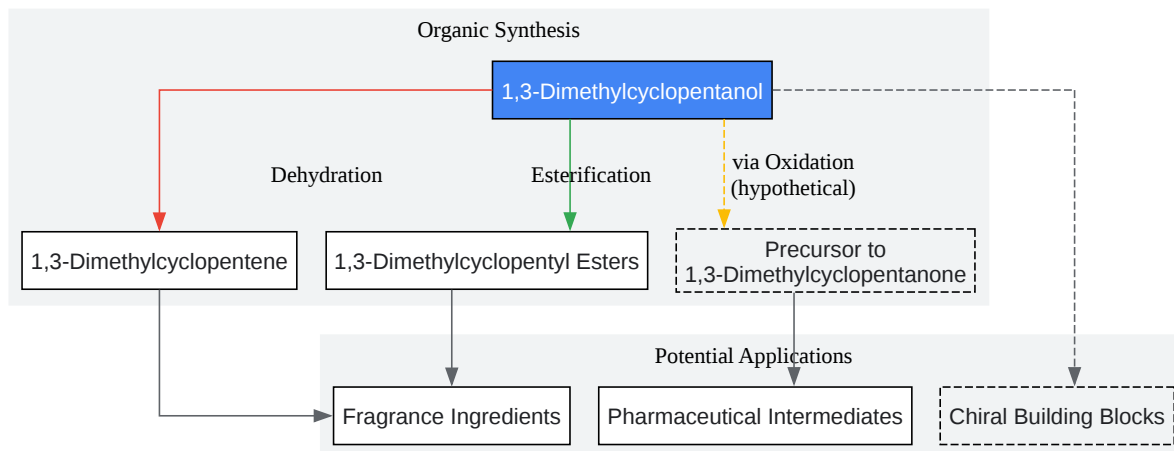 Organic Synthesis
1,3-Dimethylcyclopentanol
Dehydration
Esterification
via Oxidation
(hypothetical)
1,3-Dimethylcyclopentene
1,3-Dimethylcyclopentyl Esters
Precursor to
1,3-Dimethylcyclopentanone
Potential Applications
Fragrance Ingredients
Pharmaceutical Intermediates
Chiral Building Blocks